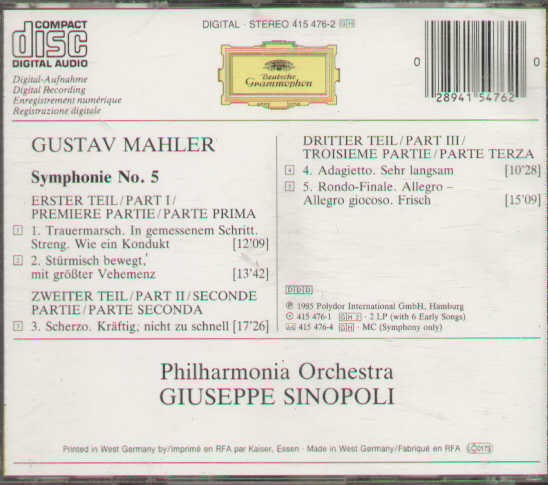 COMPACT
disc
DIGITAL AUDIO
DIGITAL · STEREO 415 476-2 GH
Digital-Aufnahme
Digital Recording
Enregistrement numérique
Registrazione digitale
Deutsche
Grammophon
0
0
28941 54762
GUSTAV MAHLER
Symphonie No. 5
ERSTER TEIL/PART I/
PREMIERE PARTIE/PARTE PRIMA
1 1. Trauermarsch. In gemessenem Schritt.
Streng. Wie ein Kondukt [12'09]
2 2. Stürmisch bewegt,
mit größter Vehemenz [13'42]
ZWEITER TEIL/PART II/SECONDE
PARTIE/PARTE SECONDA
3 3. Scherzo. Kräftig, nicht zu schnell [17'26]
DRITTER TEIL/PART III/
TROISIEME PARTIE/PARTE TERZA
4 4. Adagietto. Sehr langsam [10'28]
5 5. Rondo-Finale. Allegro –
Allegro giocoso. Frisch [15'09]
DDD
℗ 1985 Polydor International GmbH, Hamburg
415 476-1 GH 2 · 2 LP (with 6 Early Songs)
415 476-4 GH · MC (Symphony only)
Philharmonia Orchestra
GIUSEPPE SINOPOLI
Printed in West Germany by/Imprimé en RFA par Kaiser, Essen · Made in West Germany/Fabriqué en RFA